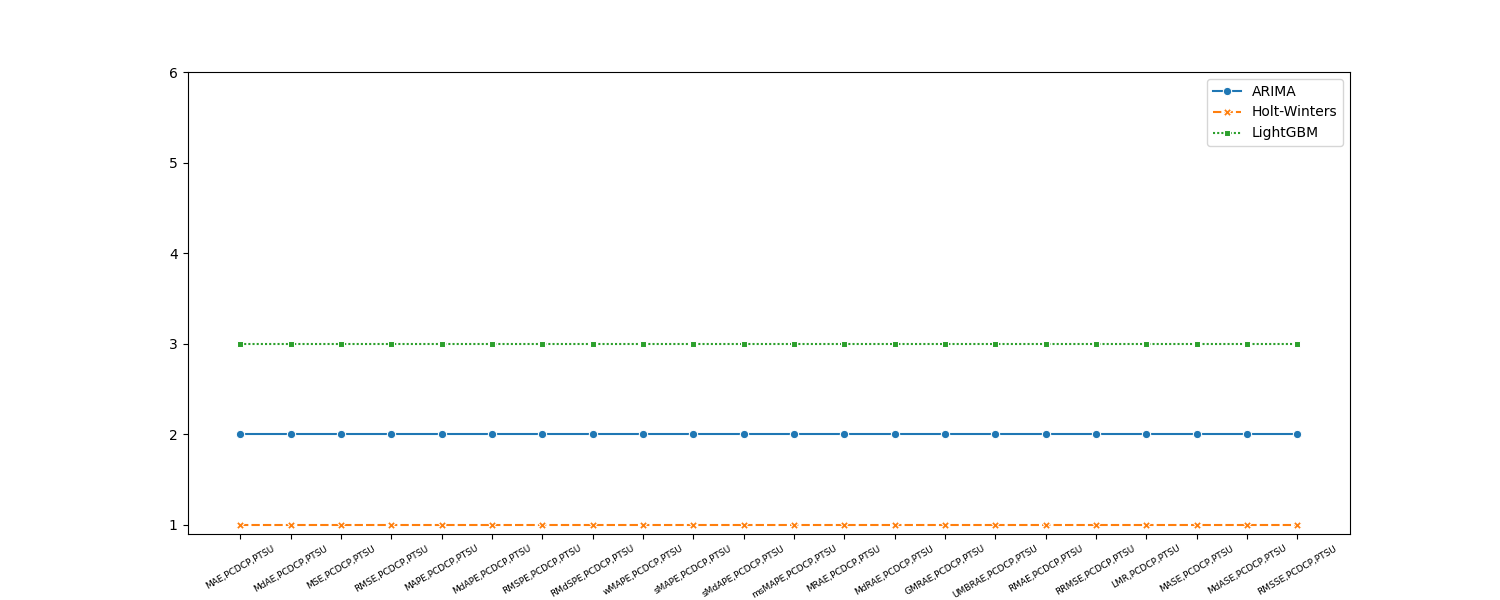 6
5
4
3
2
1
ARIMA
Holt-Winters
LightGBM
MAE,PCDCP,PTSU
MdAE,PCDCP,PTSU
MSE,PCDCP,PTSU
RMSE,PCDCP,PTSU
MAPE,PCDCP,PTSU
MdAPE,PCDCP,PTSU
RMSPE,PCDCP,PTSU
RMdSPE,PCDCP,PTSU
wMAPE,PCDCP,PTSU
sMAPE,PCDCP,PTSU
sMdAPE,PCDCP,PTSU
msMAPE,PCDCP,PTSU
MRAE,PCDCP,PTSU
MdRAE,PCDCP,PTSU
GMRAE,PCDCP,PTSU
UMBRAE,PCDCP,PTSU
RMAE,PCDCP,PTSU
RRMSE,PCDCP,PTSU
LMR,PCDCP,PTSU
MASE,PCDCP,PTSU
MdASE,PCDCP,PTSU
RMSSE,PCDCP,PTSU